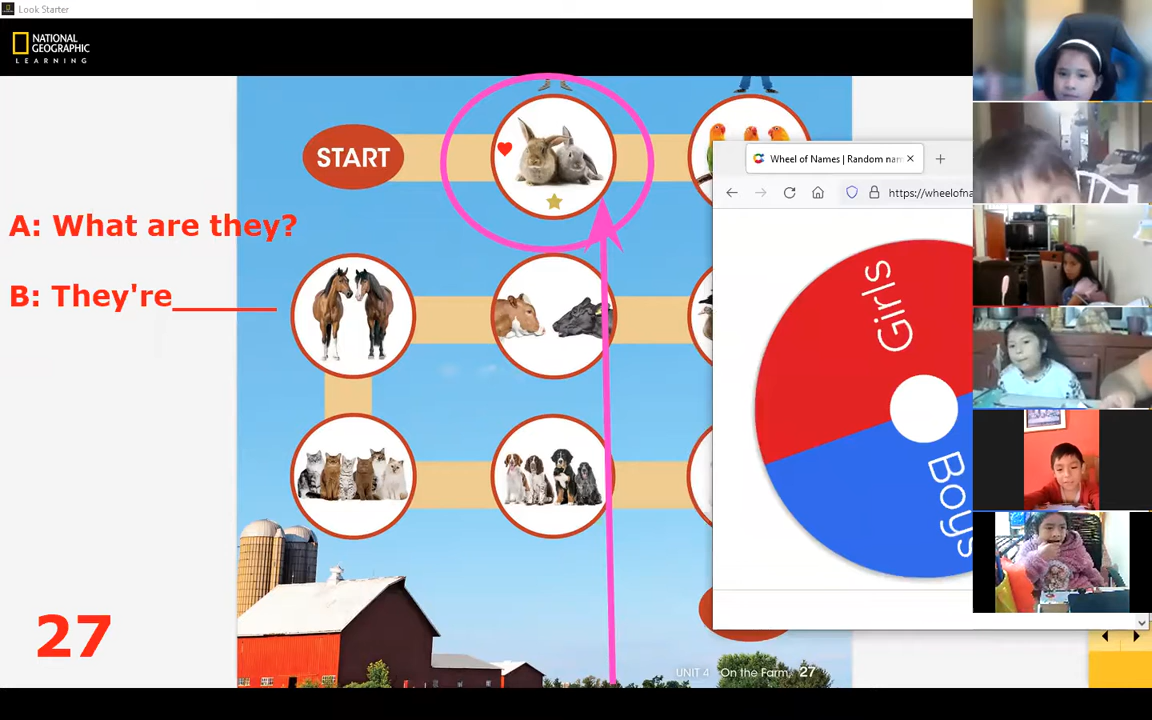 Look Starter
NATIONAL
GEOGRAPHIC
LEARNING
START
A: What are they?
B: They're_______
Wheel of Names | Random nam
https://wheelofna
Girls
Boys
27
UNIT 4 On the Farm 27